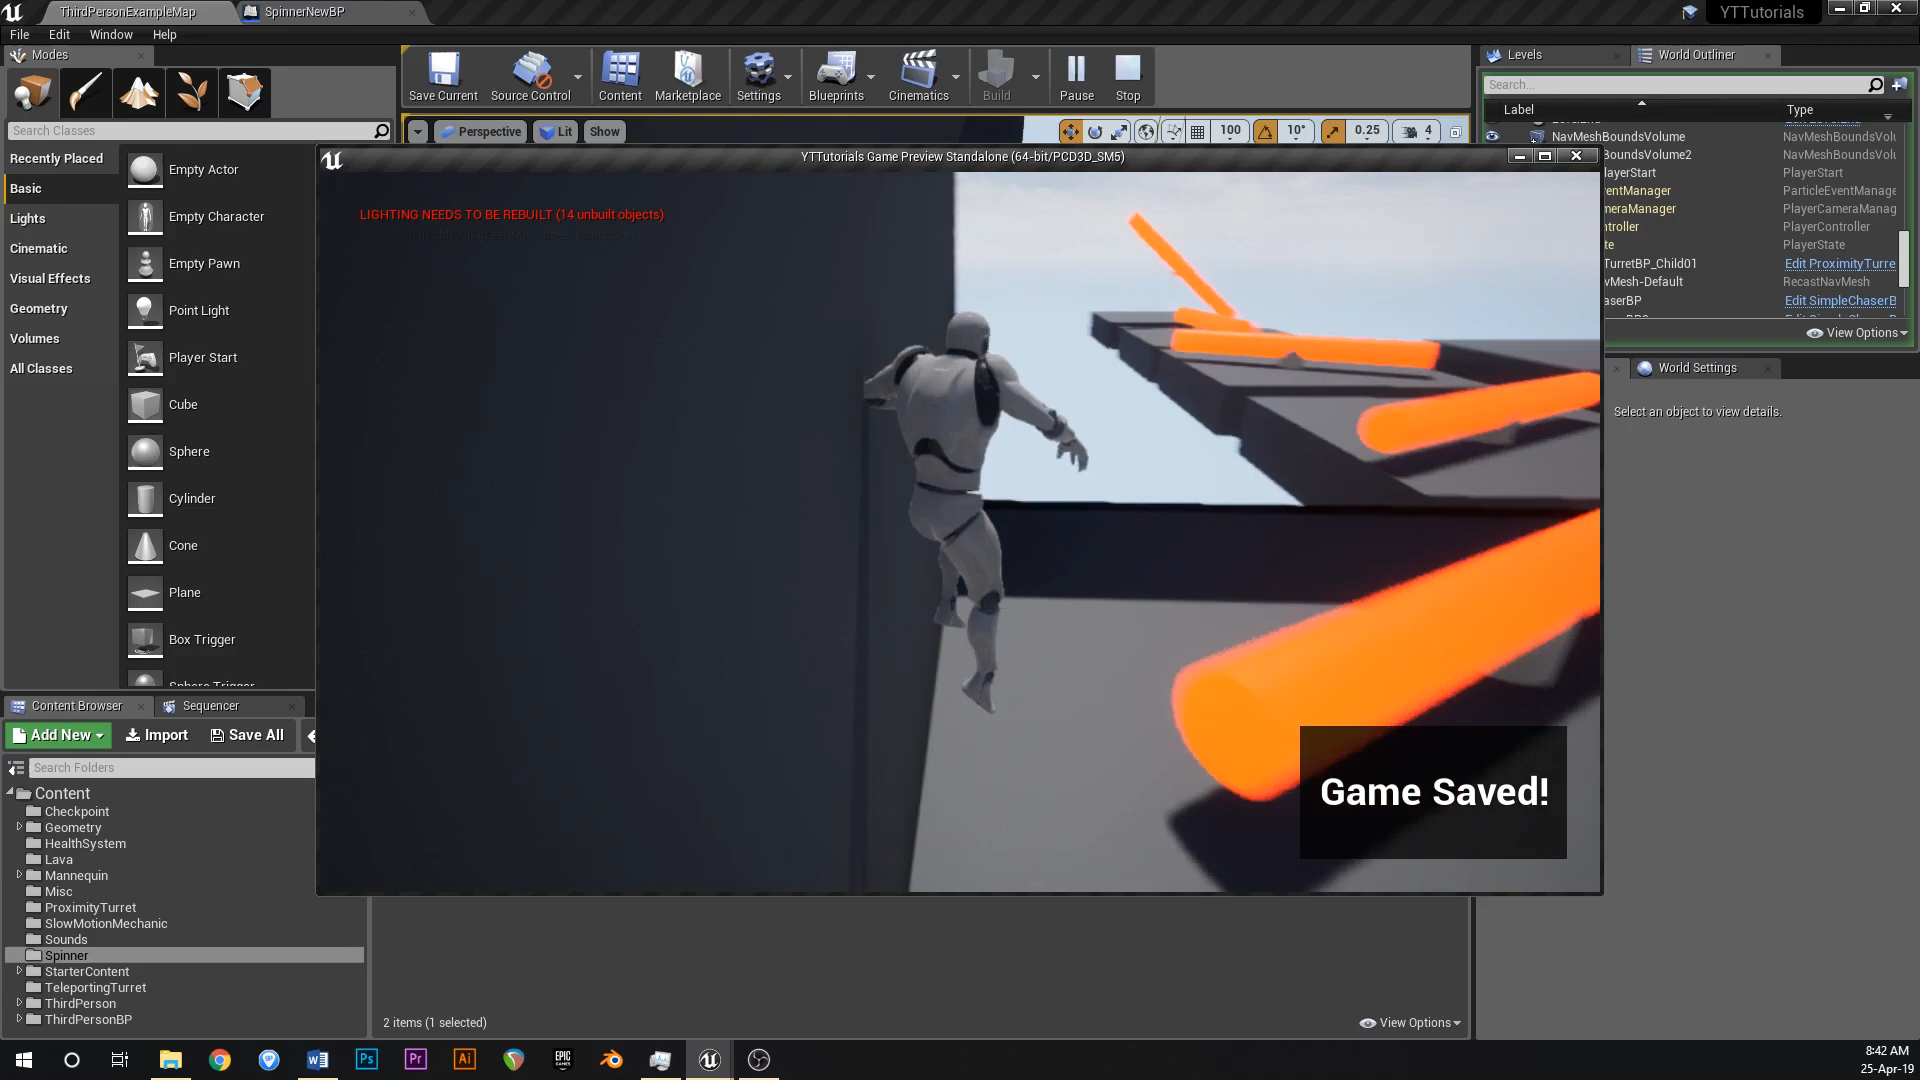 ThirdPersonExampleMap
SpinnerNewBP
YTTutorials
File Edit Window Help
Modes
Search Classes
Recently Placed
Basic
Lights
Cinematic
Visual Effects
Geometry
Volumes
All Classes
Empty Actor
Empty Character
Empty Pawn
Point Light
Player Start
Cube
Sphere
Cylinder
Cone
Plane
Box Trigger
Sphere Trigger
Save Current
Source Control
Content
Marketplace
Settings
Blueprints
Cinematics
Build
Pause
Stop
Perspective
Lit
Show
100
10°
0.25
4
YTTutorials Game Preview Standalone (64-bit/PCD3D_SM5)
LIGHTING NEEDS TO BE REBUILT (14 unbuilt objects)
Game Saved!
Levels
World Outliner
Search...
Label Type
NavMeshBoundsVolume NavMeshBoundsVolu
BoundsVolume2 NavMeshBoundsVolu
layerStart PlayerStart
ventManager ParticleEventManage
meraManager PlayerCameraManag
ntroller PlayerController
te PlayerState
TurretBP_Child01 Edit ProximityTurre
vMesh-Default RecastNavMesh
aserBP Edit SimpleChaserB
View Options
World Settings
Select an object to view details.
Content Browser
Sequencer
Add New
Import
Save All
Search Folders
Content
Checkpoint
Geometry
HealthSystem
Lava
Mannequin
Misc
ProximityTurret
SlowMotionMechanic
Sounds
Spinner
StarterContent
TeleportingTurret
ThirdPerson
ThirdPersonBP
2 items (1 selected)
View Options
Ps
Pr
Ai
EPIC
GAMES
8:42 AM
25-Apr-19